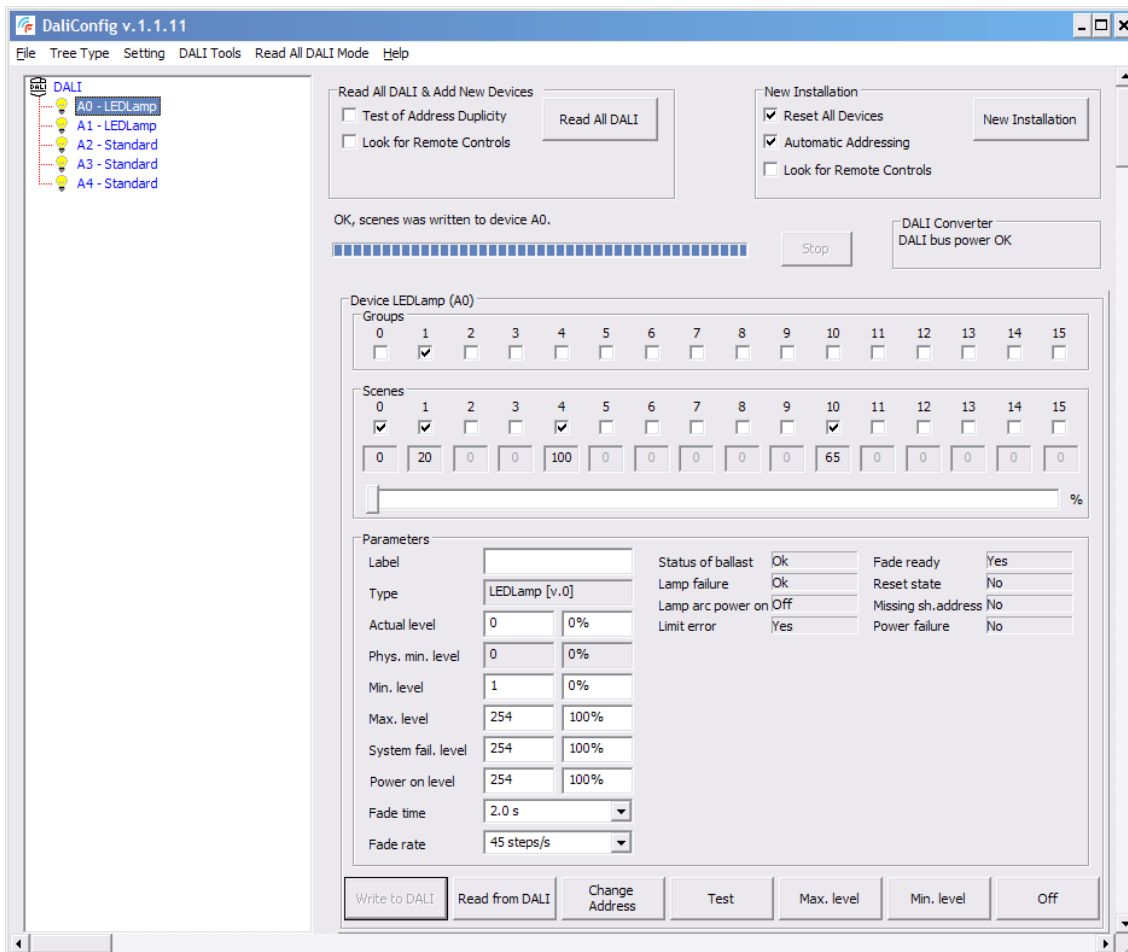 DaliConfig v.1.1.11
File Tree Type Setting DALI Tools Read All DALI Mode Help
DALI
DALI
A0 - LEDLamp
A1 - LEDLamp
A2 - Standard
A3 - Standard
A4 - Standard
Read All DALI & Add New Devices
Test of Address Duplicity
Look for Remote Controls
Read All DALI
New Installation
Reset All Devices
Automatic Addressing
Look for Remote Controls
New Installation
OK, scenes was written to device A0.
Stop
DALI Converter
DALI bus power OK
Device LEDLamp (A0)
Groups
0 1 2 3 4 5 6 7 8 9 10 11 12 13 14 15
Scenes
0 1 2 3 4 5 6 7 8 9 10 11 12 13 14 15
0 20 0 0 100 0 0 0 0 0 65 0 0 0 0 0
%
Parameters
Label
Type LEDLamp [v.0]
Actual level 0 0%
Phys. min. level 0 0%
Min. level 1 0%
Max. level 254 100%
System fail. level 254 100%
Power on level 254 100%
Fade time 2.0 s
Fade rate 45 steps/s
Status of ballast Ok
Lamp failure Ok
Lamp arc power on Off
Limit error Yes
Fade ready Yes
Reset state No
Missing sh.address No
Power failure No
Write to DALI
Read from DALI
Change
Address
Test
Max. level
Min. level
Off